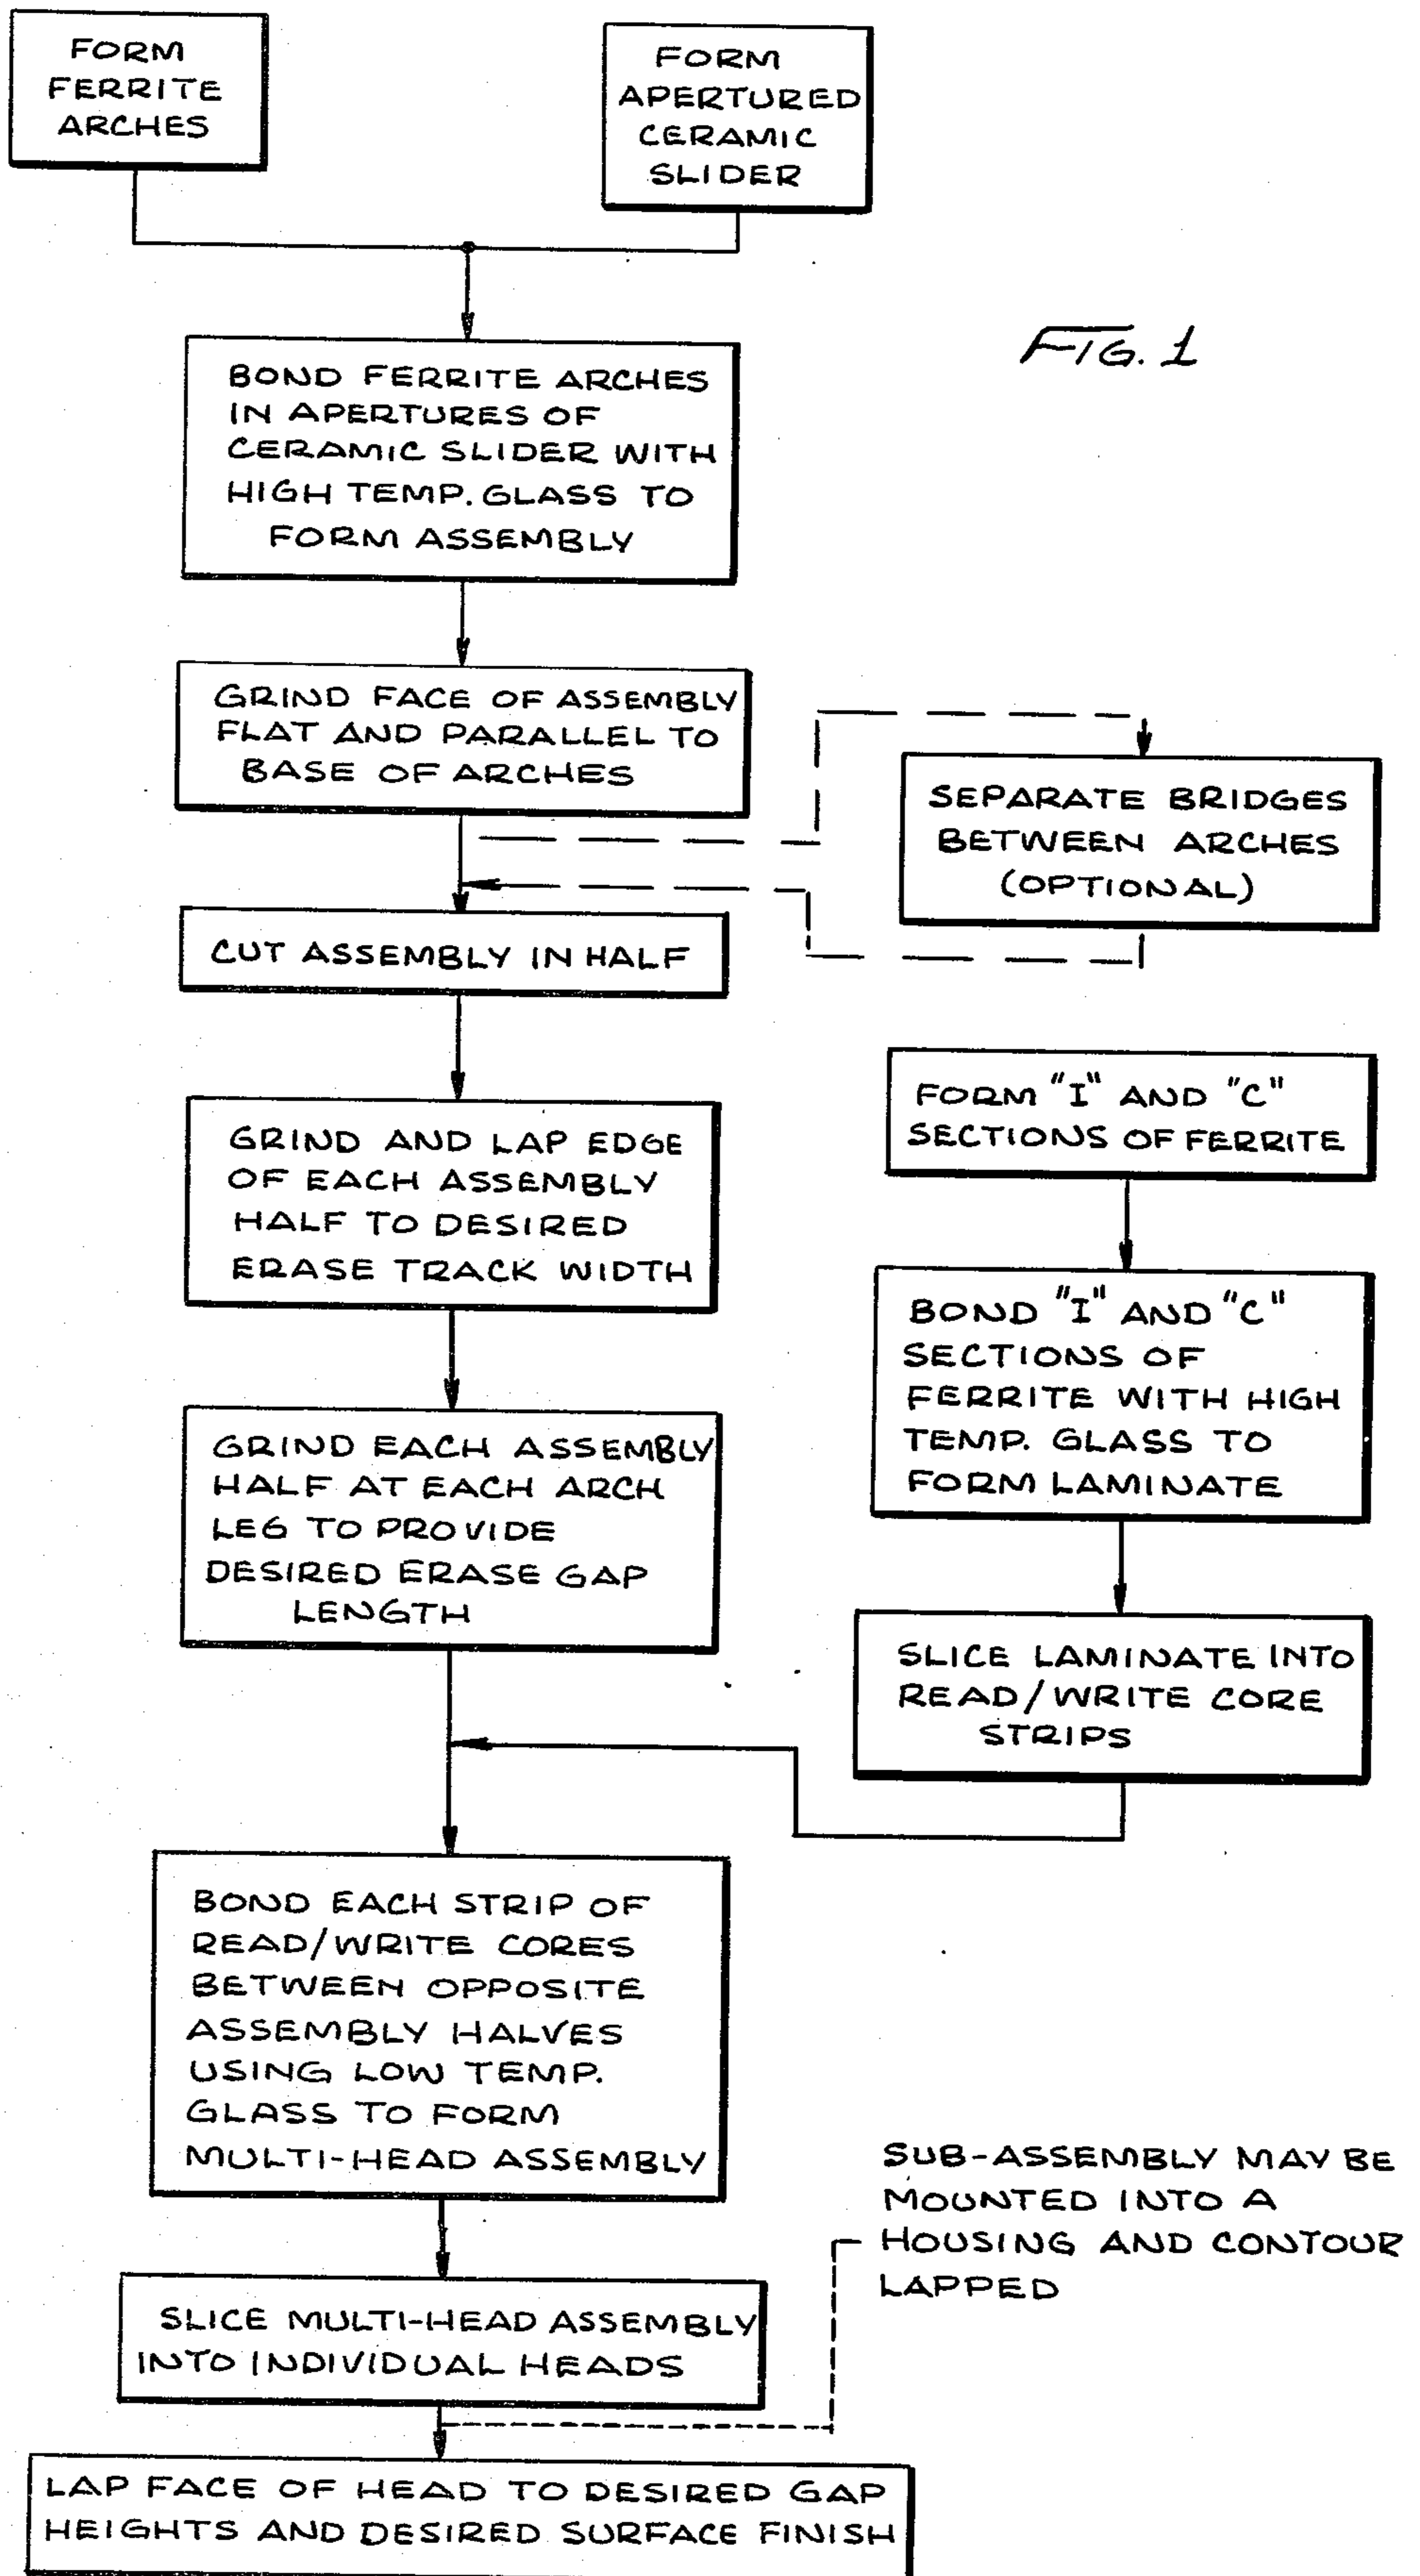 FORM
FERRITE
ARCHES
FORM
APERTURED
CERAMIC
SLIDER
FIG. 1
BOND FERRITE ARCHES
IN APERTURES OF
CERAMIC SLIDER WITH
HIGH TEMP. GLASS TO
FORM ASSEMBLY
GRIND FACE OF ASSEMBLY
FLAT AND PARALLEL TO
BASE OF ARCHES
SEPARATE BRIDGES
BETWEEN ARCHES
(OPTIONAL)
CUT ASSEMBLY IN HALF
GRIND AND LAP EDGE
OF EACH ASSEMBLY
HALF TO DESIRED
ERASE TRACK WIDTH
FORM "I" AND "C"
SECTIONS OF FERRITE
BOND "I" AND "C"
SECTIONS OF
FERRITE WITH HIGH
TEMP. GLASS TO
FORM LAMINATE
GRIND EACH ASSEMBLY
HALF AT EACH ARCH
LEG TO PROVIDE
DESIRED ERASE GAP
LENGTH
SLICE LAMINATE INTO
READ/WRITE CORE
STRIPS
BOND EACH STRIP OF
READ/WRITE CORES
BETWEEN OPPOSITE
ASSEMBLY HALVES
USING LOW TEMP.
GLASS TO FORM
MULTI-HEAD ASSEMBLY
SUB-ASSEMBLY MAY BE
MOUNTED INTO A
HOUSING AND CONTOUR
LAPPED
SLICE MULTI-HEAD ASSEMBLY
INTO INDIVIDUAL HEADS
LAP FACE OF HEAD TO DESIRED GAP
HEIGHTS AND DESIRED SURFACE FINISH